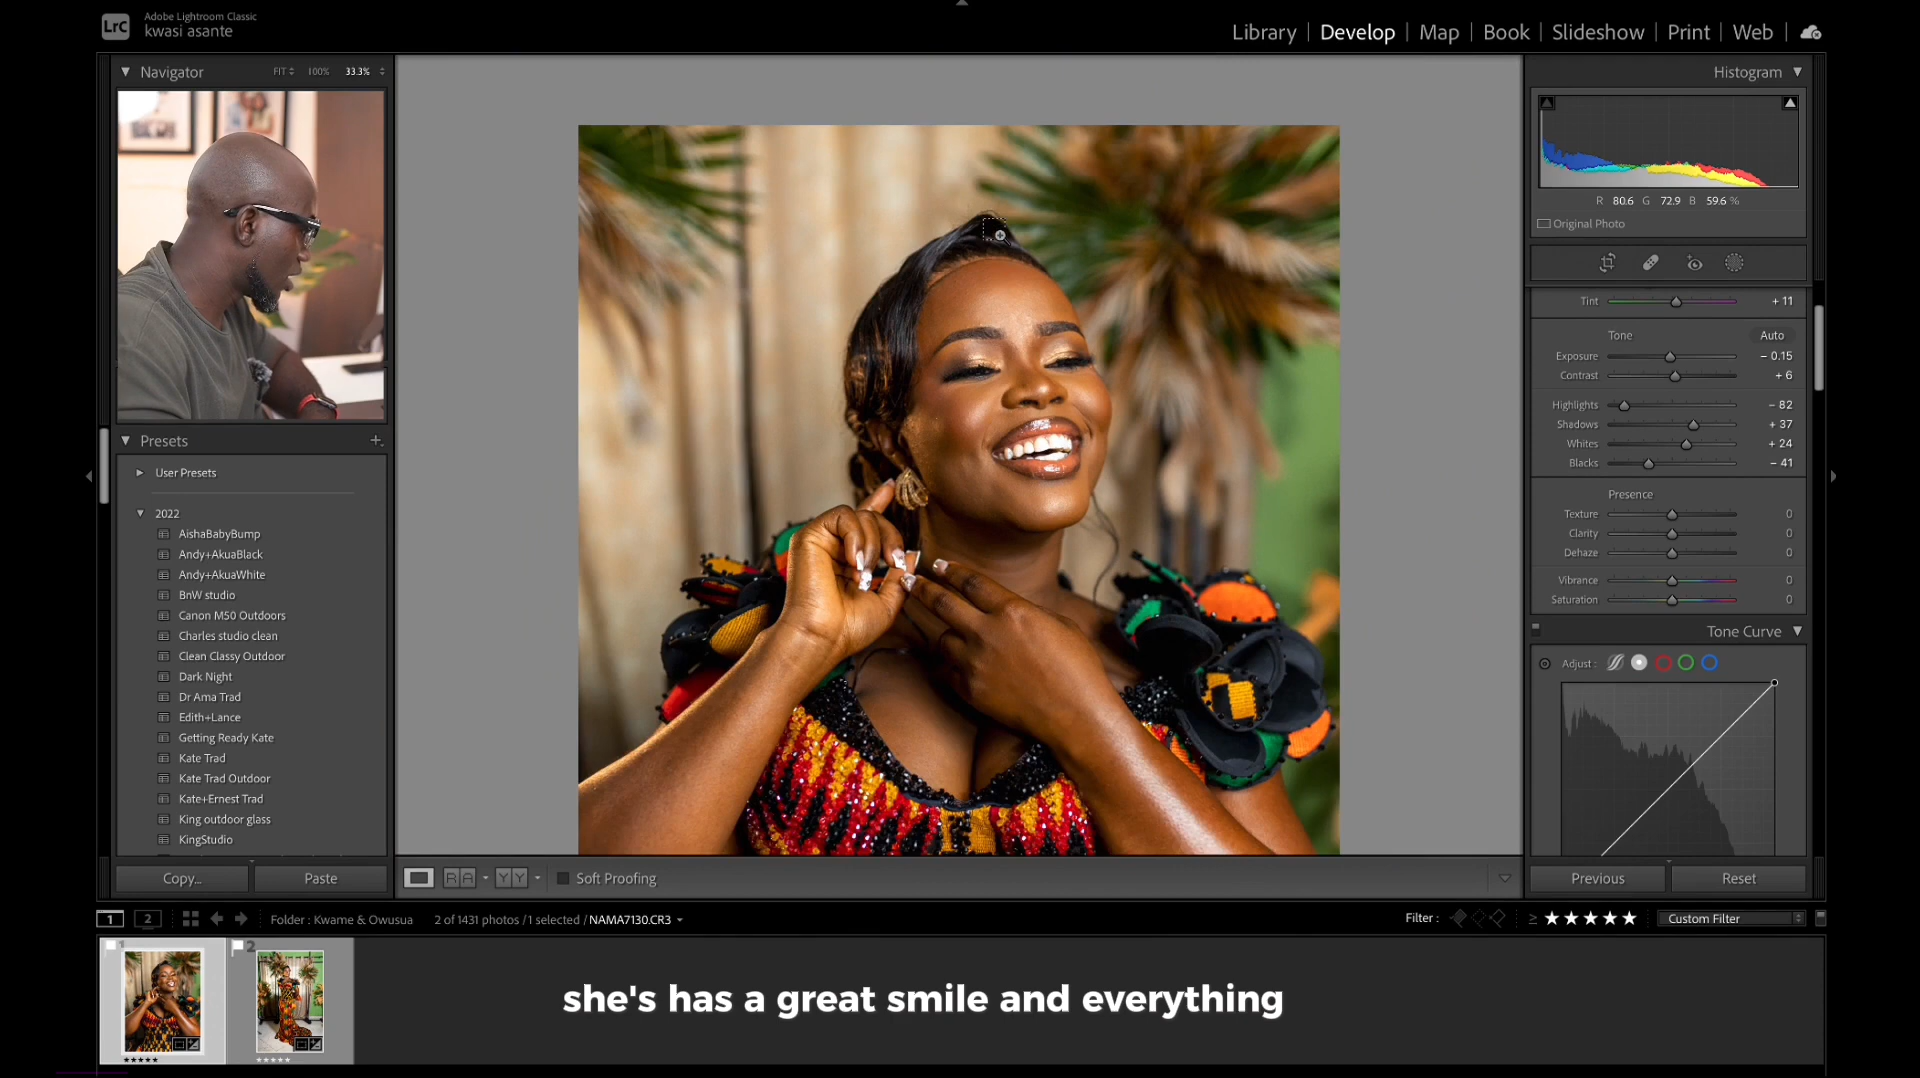 LrC
Adobe Lightroom Classic
kwasi asante
Library | Develop | Map | Book | Slideshow | Print | Web
Navigator
FIT
100%
33.3%
Presets
User Presets
2022
AishaBabyBump
Andy+AkuaBlack
Andy+AkuaWhite
BnW studio
Canon M50 Outdoors
Charles studio clean
Clean Classy Outdoor
Dark Night
Dr Ama Trad
Edith+Lance
Getting Ready Kate
Kate Trad
Kate Trad Outdoor
Kate+Ernest Trad
King outdoor glass
KingStudio
Copy...
Paste
Histogram
R 80.6 G 72.9 B 59.6 %
Original Photo
Tint + 11
Tone Auto
Exposure – 0.15
Contrast + 6
Highlights – 82
Shadows + 37
Whites + 24
Blacks – 41
Presence
Texture 0
Clarity 0
Dehaze 0
Vibrance 0
Saturation 0
Tone Curve
Adjust :
Previous
Reset
R A
Y Y
Soft Proofing
1
2
Folder : Kwame & Owusua
2 of 1431 photos / 1 selected / NAMA7130.CR3
Filter :
≥ ★★★★★
Custom Filter
1
2
★★★★★
★★★★★
she's has a great smile and everything